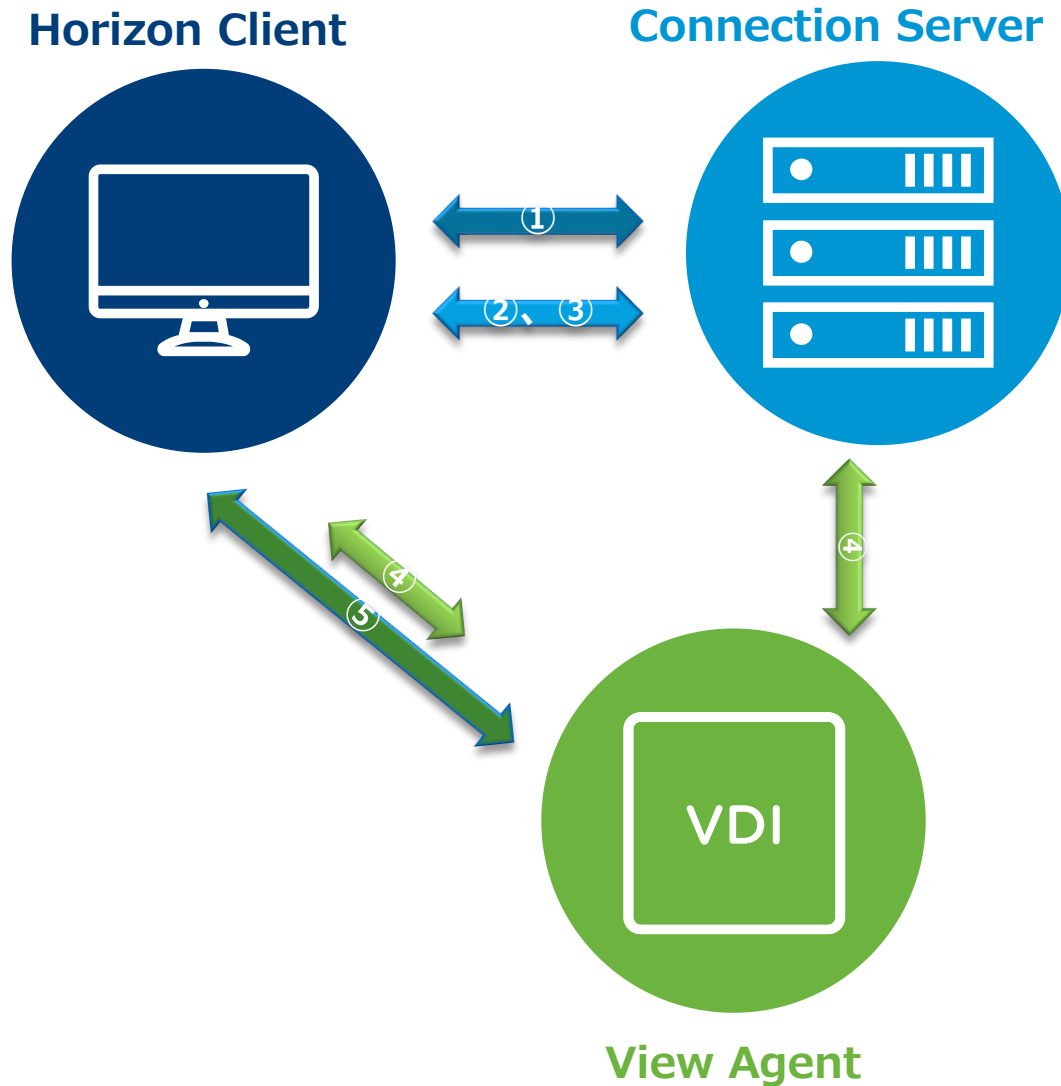 Horizon Client
Connection Server
①
②、③
④
④
⑤
VDI
View Agent